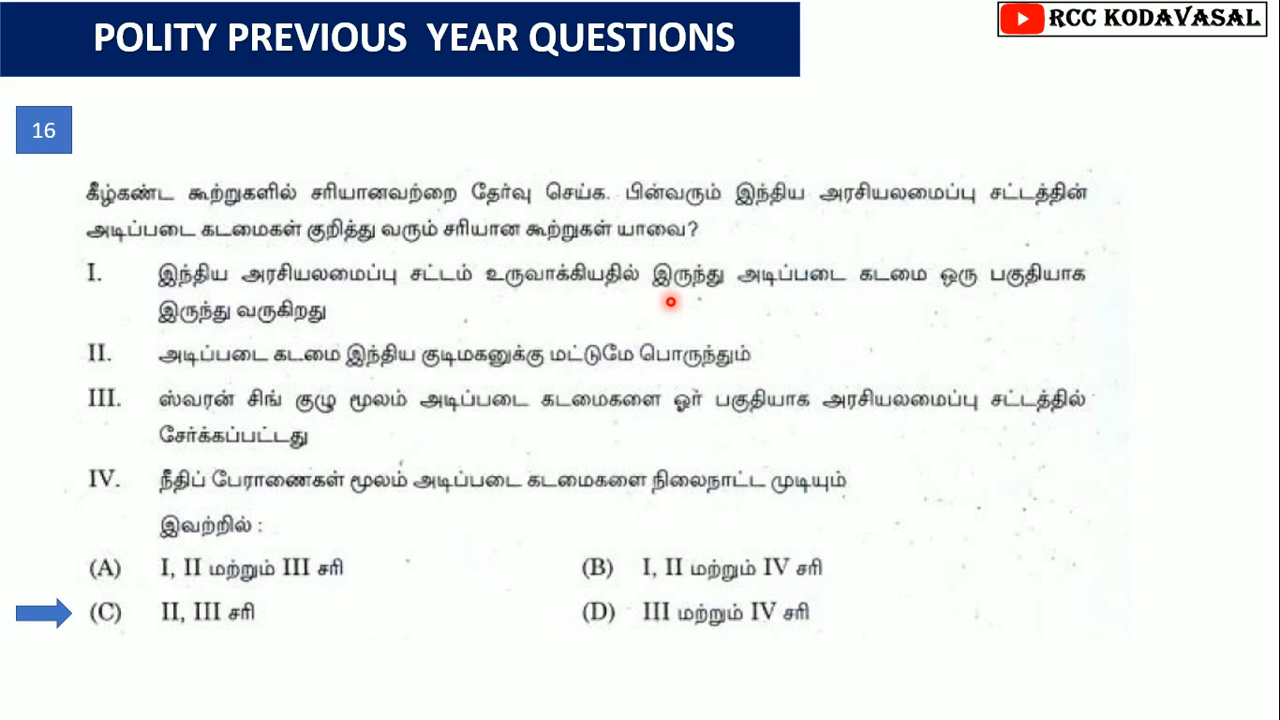 POLITY PREVIOUS YEAR QUESTIONS
RCC KODAVASAL
16
கீழ்கண்ட கூற்றுகளில் சரியானவற்றை தேர்வு செய்க. பின்வரும் இந்திய அரசியலமைப்பு சட்டத்தின்
அடிப்படை கடமைகள் குறித்து வரும் சரியான கூற்றுகள் யாவை?
I. இந்திய அரசியலமைப்பு சட்டம் உருவாக்கியதில் இருந்து அடிப்படை கடமை ஒரு பகுதியாக
இருந்து வருகிறது
II. அடிப்படை கடமை இந்திய குடிமகனுக்கு மட்டுமே பொருந்தும்
III. ஸ்வரன் சிங் குழு மூலம் அடிப்படை கடமைகளை ஓர் பகுதியாக அரசியலமைப்பு சட்டத்தில்
சேர்க்கப்பட்டது
IV. நீதிப் பேராணைகள் மூலம் அடிப்படை கடமைகளை நிலைநாட்ட முடியும்
இவற்றில் :
(A) I, II மற்றும் III சரி (B) I, II மற்றும் IV சரி
(C) II, III சரி (D) III மற்றும் IV சரி